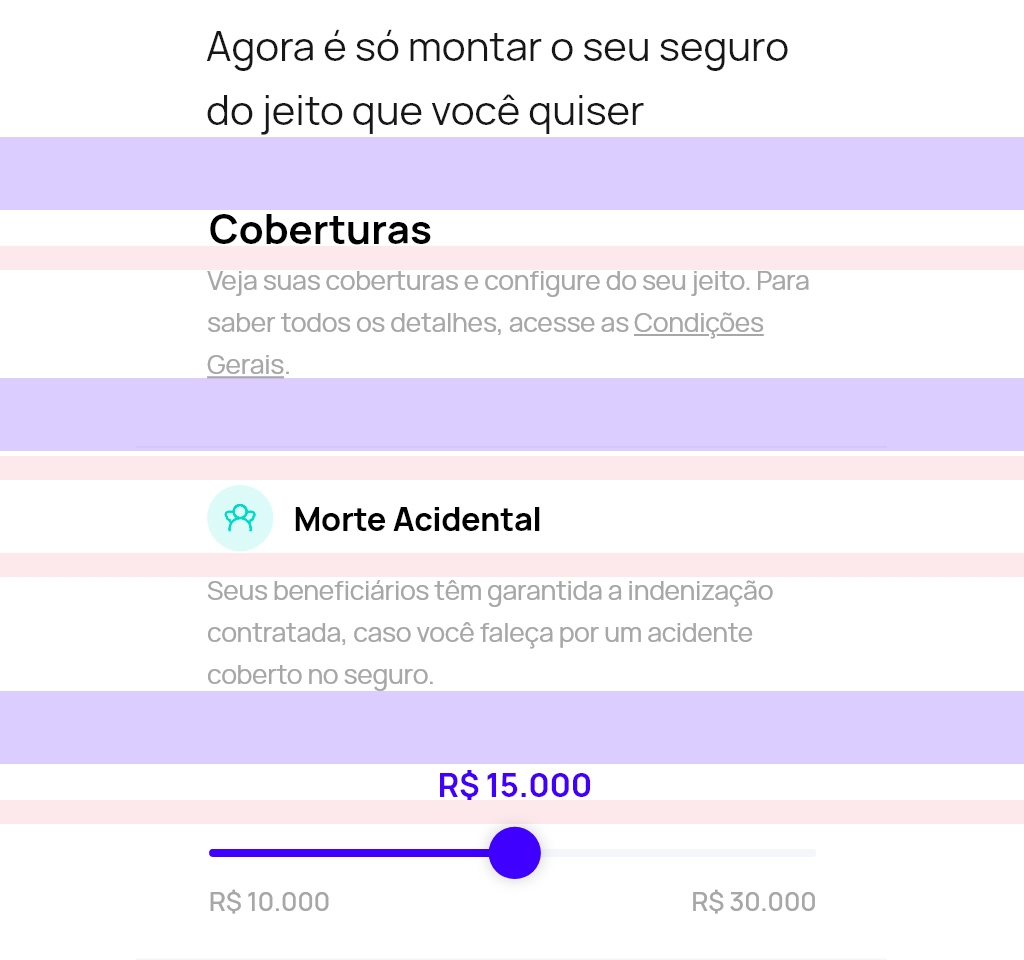 Agora é só montar o seu seguro
do jeito que você quiser
Coberturas
Veja suas coberturas e configure do seu jeito. Para
saber todos os detalhes, acesse as Condições
Gerais.
Morte Acidental
Seus beneficiários têm garantida a indenização
contratada, caso você faleça por um acidente
coberto no seguro.
R$ 15.000
R$ 10.000 R$ 30.000